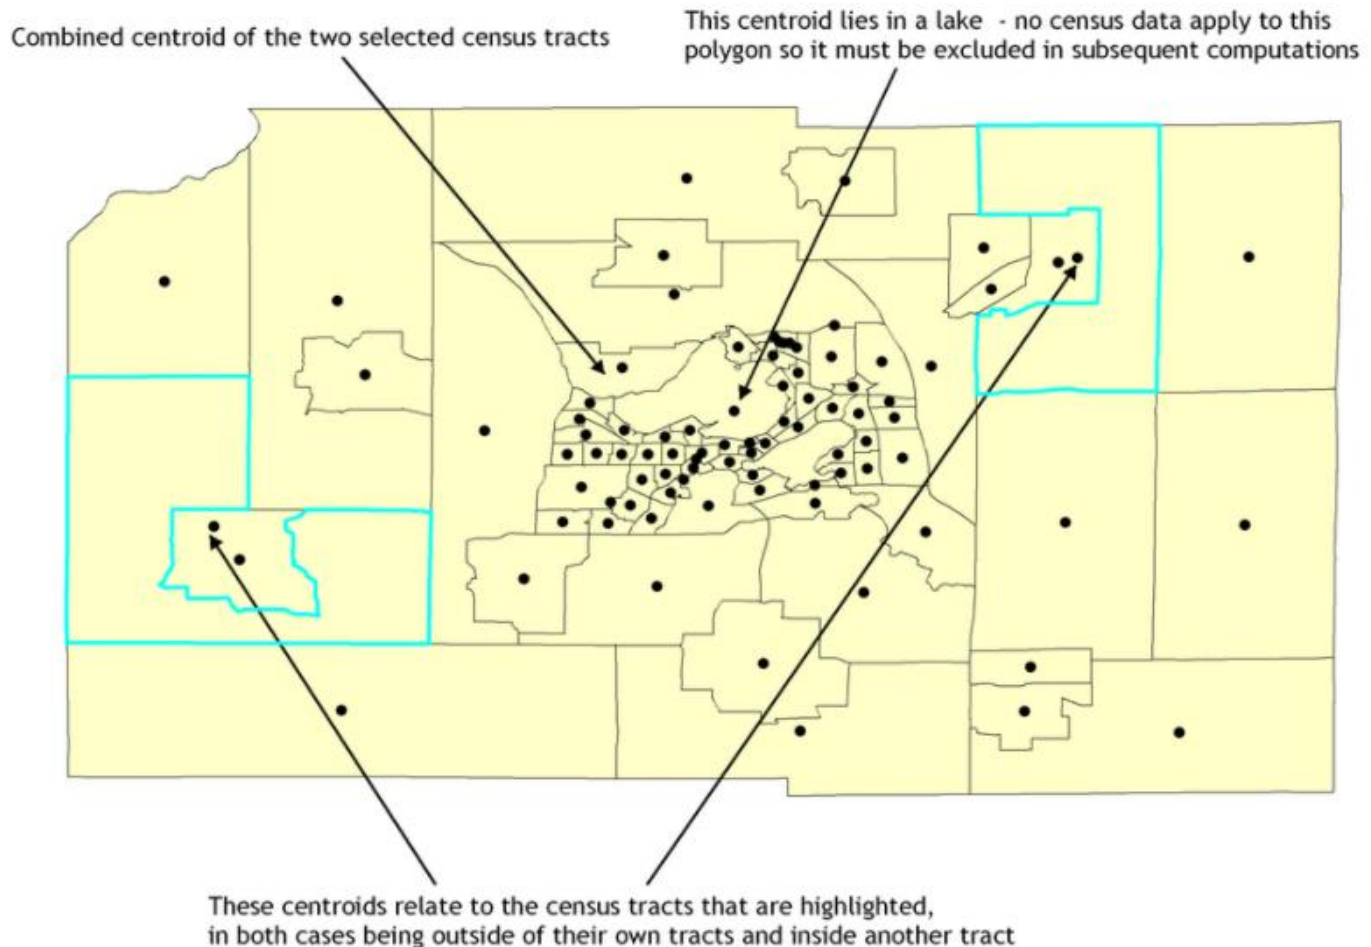 Combined centroid of the two selected census tracts
This centroid lies in a lake - no census data apply to this
polygon so it must be excluded in subsequent computations
These centroids relate to the census tracts that are highlighted,
in both cases being outside of their own tracts and inside another tract